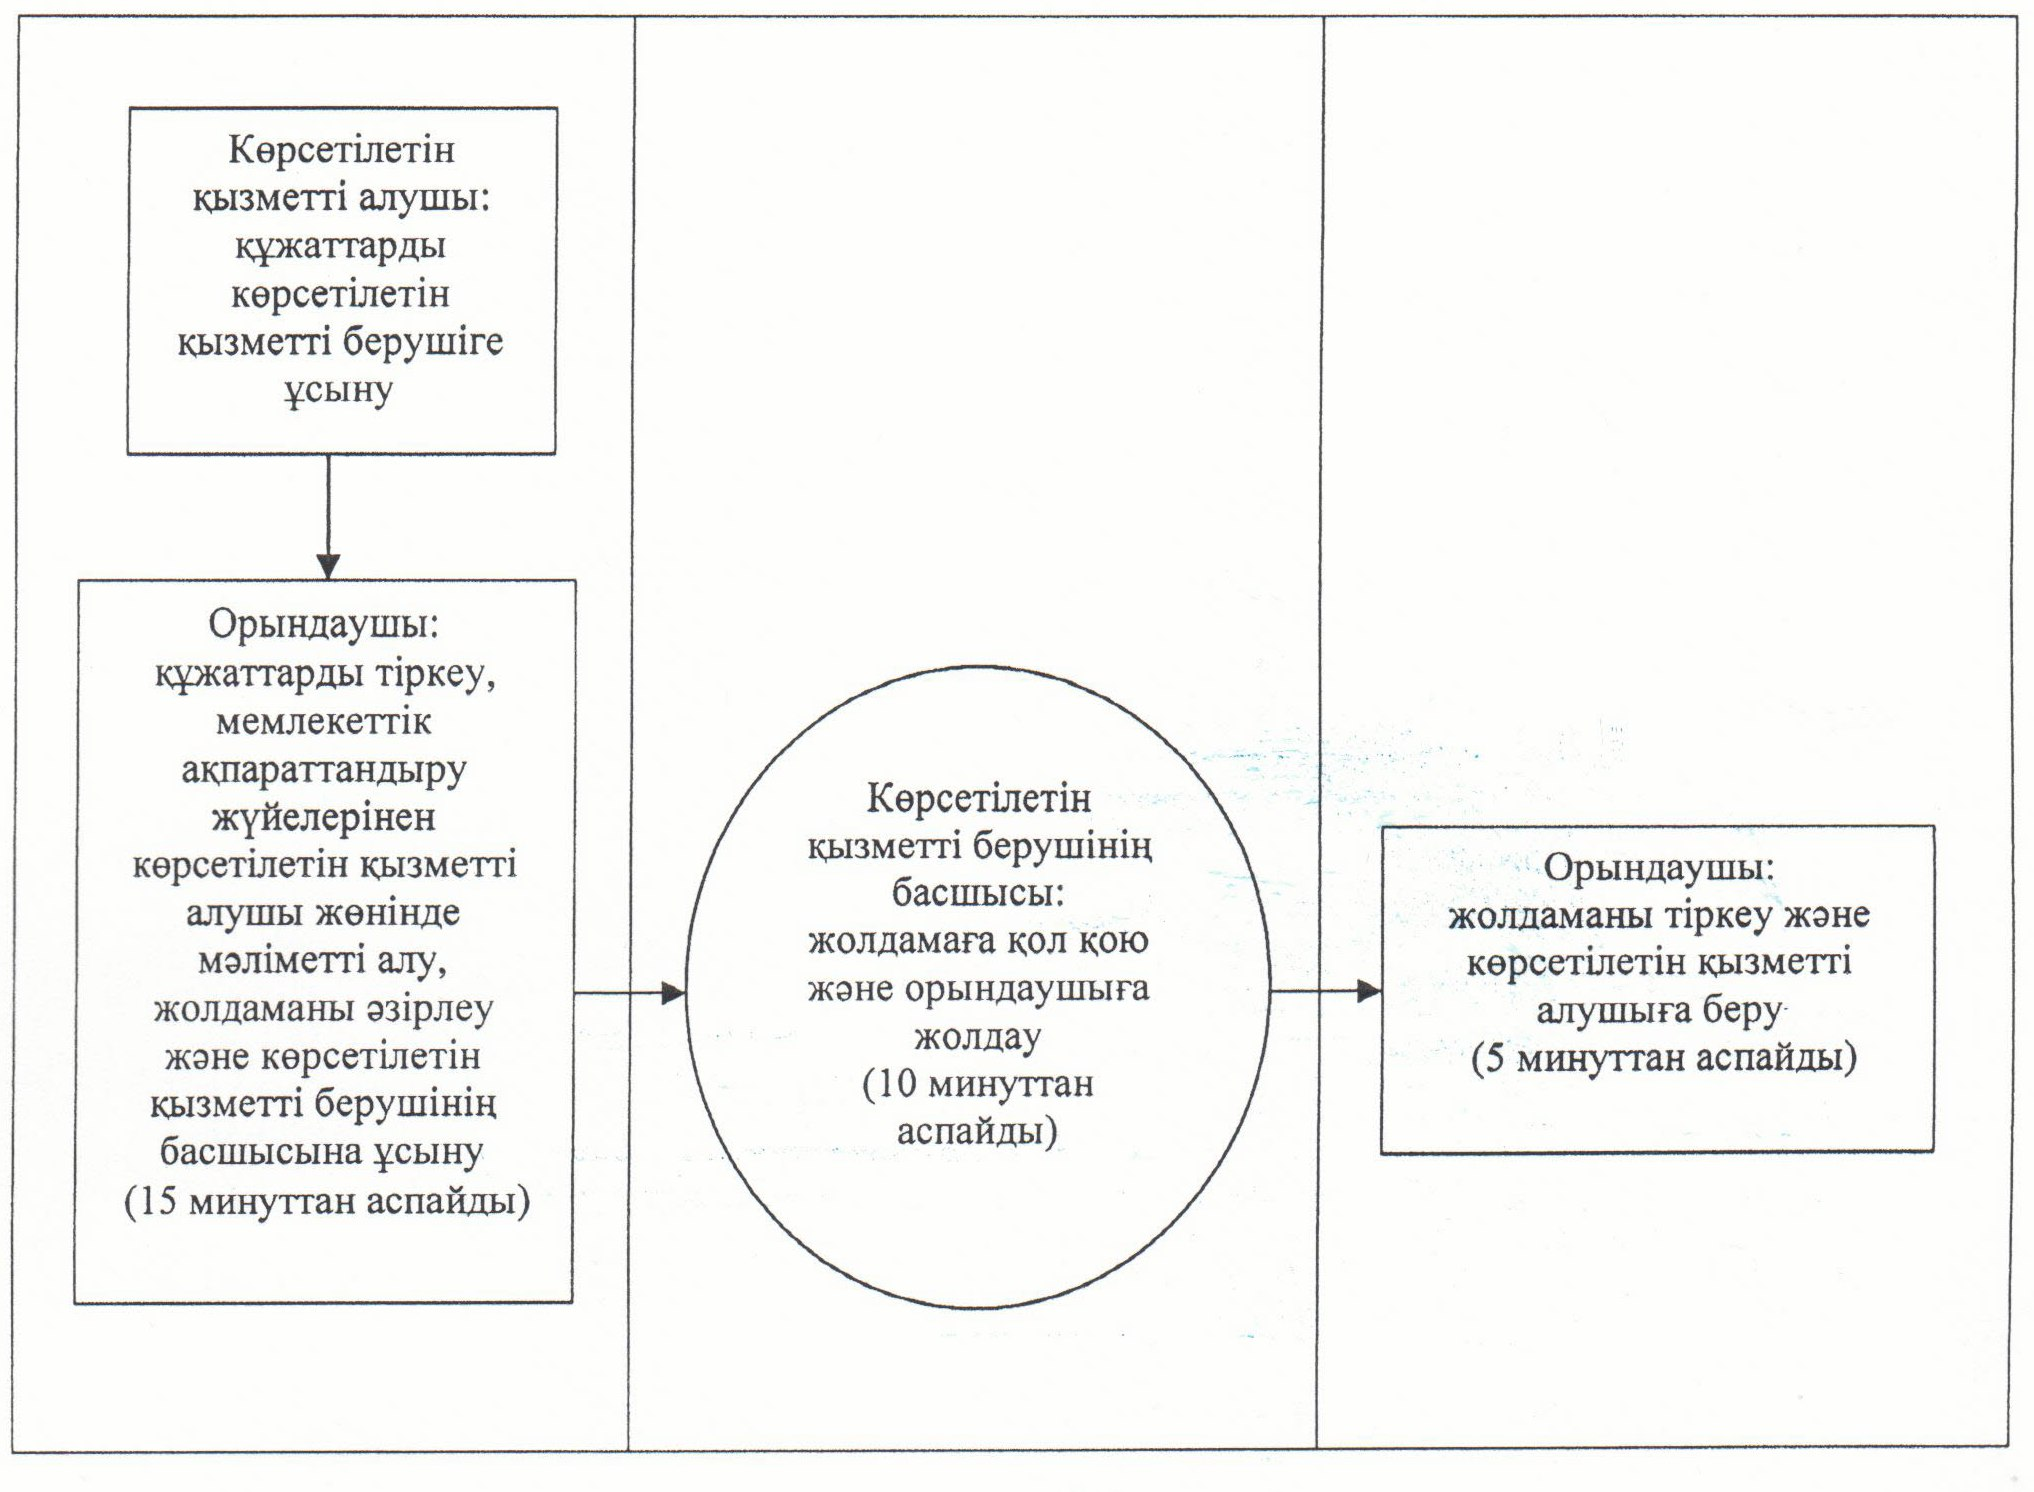 Көрсетілетін
қызметті алушы:
құжаттарды
көрсетілетін
қызметті берушіге
ұсыну
Орындаушы:
құжаттарды тіркеу,
мемлекеттік
ақпараттандыру
жүйелерінен
көрсетілетін қызметті
алушы жөнінде
мәліметті алу,
жолдаманы әзірлеу
және көрсетілетін
қызметті берушінің
басшысына ұсыну
(15 минуттан аспайды)
Көрсетілетін
қызметті берушінің
басшысы:
жолдамаға қол қою
және орындаушыға
жолдау
(10 минуттан
аспайды)
Орындаушы:
жолдаманы тіркеу және
көрсетілетін қызметті
алушыға беру
(5 минуттан аспайды)